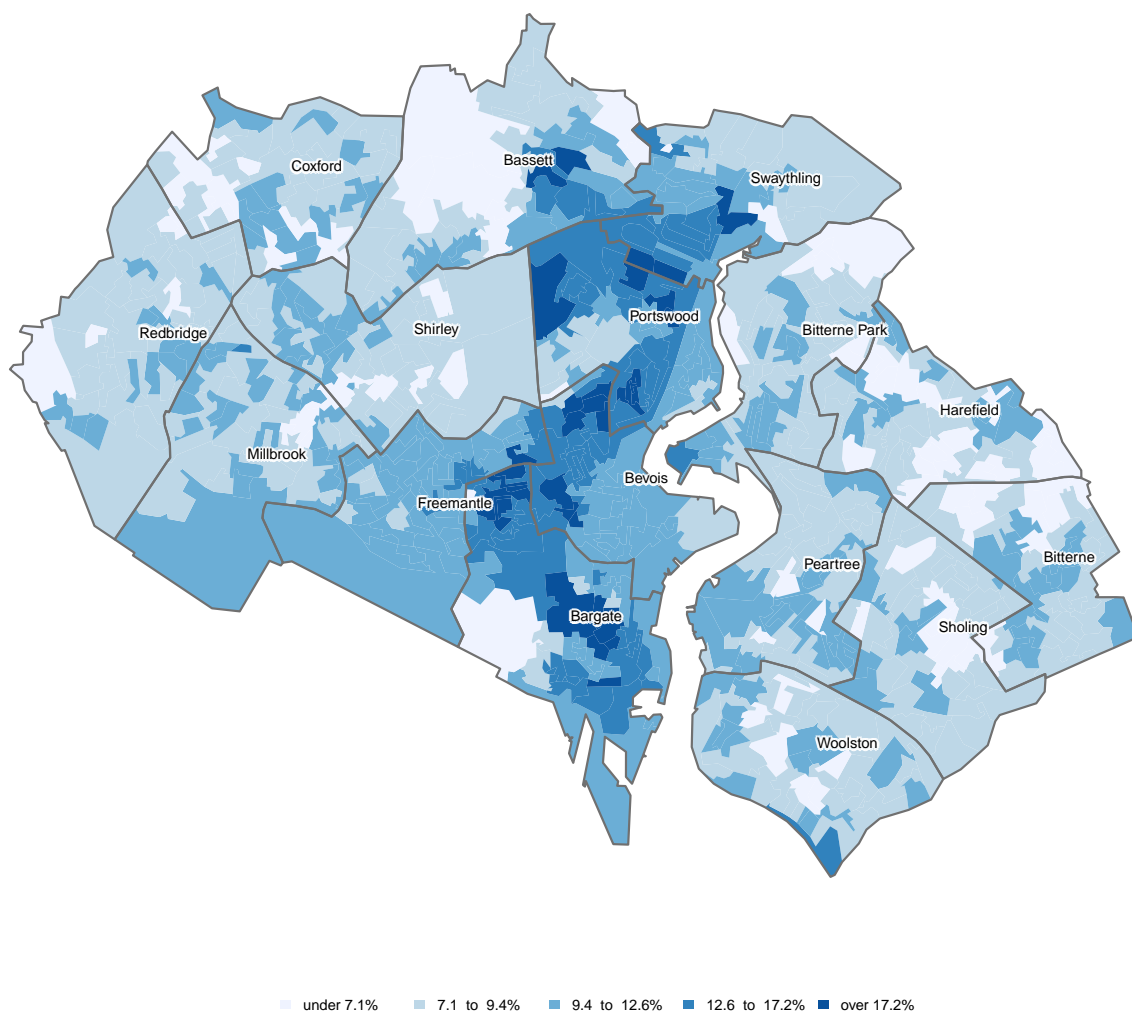 Bassett
Coxford
Swaythling
Portswood
Shirley
Bitterne Park
Redbridge
Harefield
Millbrook
Bevois
Freemantle
Bitterne
Peartree
Bargate
Sholing
Woolston
under 7.1% 7.1 to 9.4% 9.4 to 12.6% 12.6 to 17.2% over 17.2%